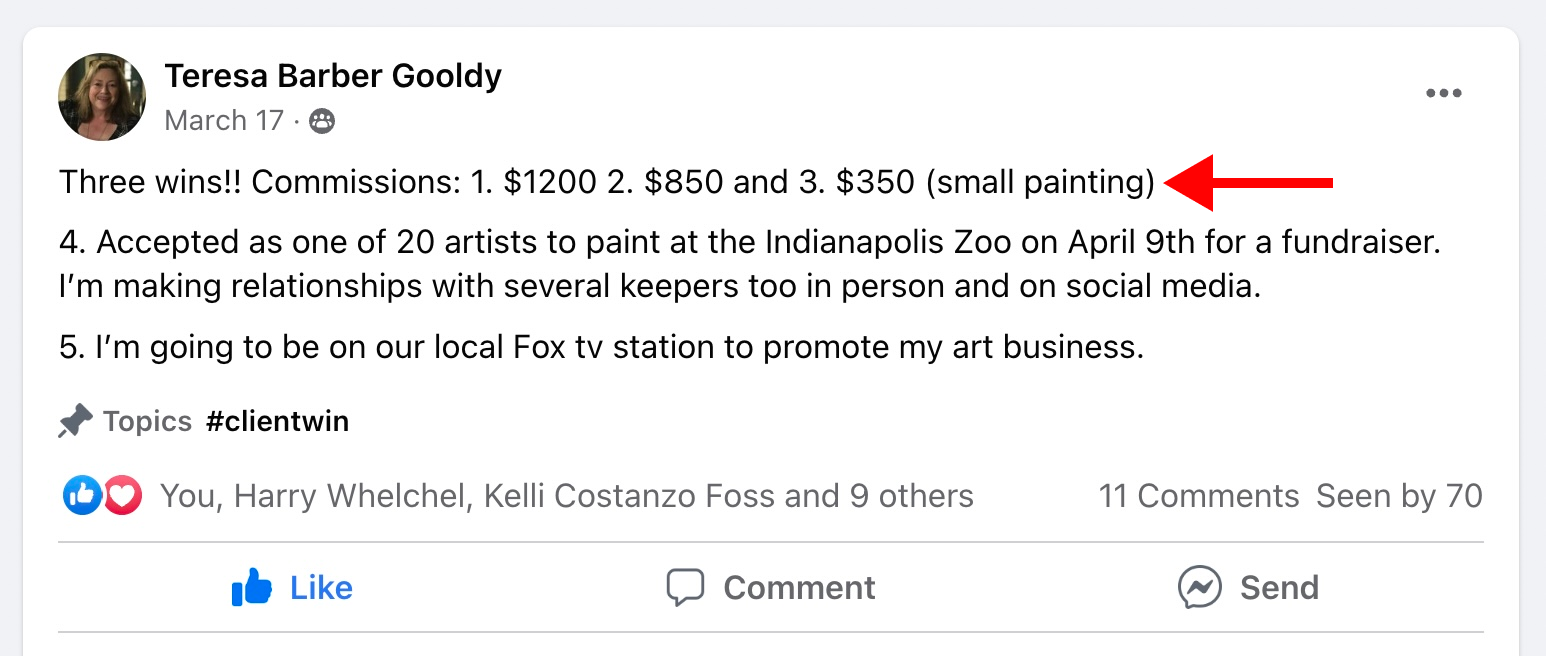 Teresa Barber Gooldy
March 17 ·
Three wins!! Commissions: 1. $1200 2. $850 and 3. $350 (small painting)
4. Accepted as one of 20 artists to paint at the Indianapolis Zoo on April 9th for a fundraiser.
I’m making relationships with several keepers too in person and on social media.
5. I’m going to be on our local Fox tv station to promote my art business.
Topics #clientwin
You, Harry Whelchel, Kelli Costanzo Foss and 9 others 11 Comments Seen by 70
Like Comment Send